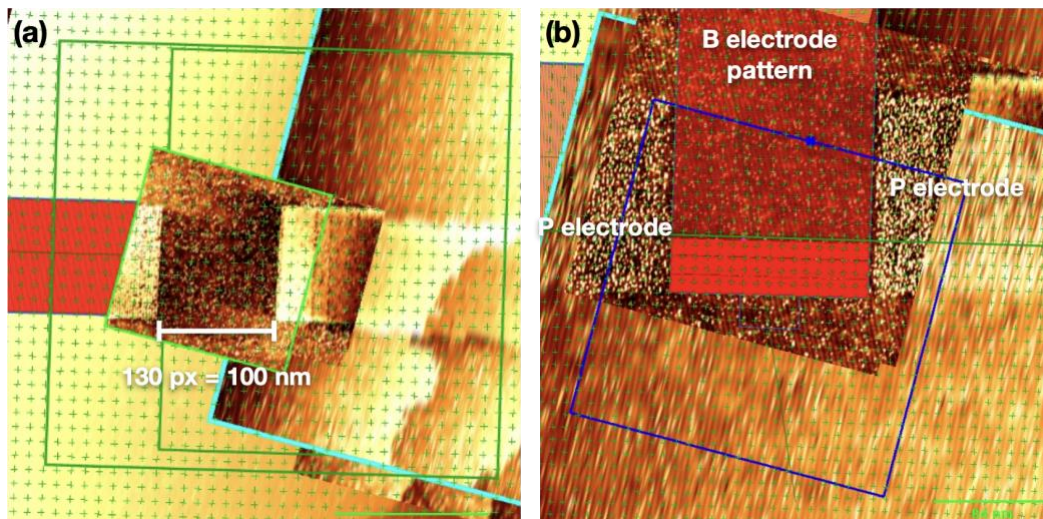 (a)
130 px = 100 nm
(b)
B electrode
pattern
P electrode
P electrode